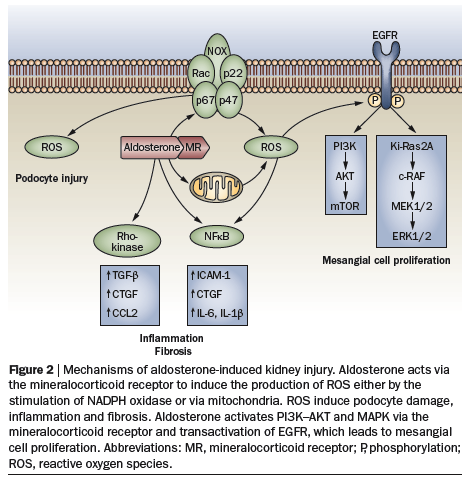 NOX
EGFR
Rac
p22
p67
p47
P
P
ROS
Aldosterone
MR
ROS
PI3K
AKT
mTOR
Ki-Ras2A
c-RAF
MEK1/2
ERK1/2
Podocyte injury
Rho-
kinase
NFκB
Mesangial cell proliferation
↑TGF-β
↑CTGF
↑CCL2
↑ICAM-1
↑CTGF
↑IL-6, IL-1β
Inflammation
Fibrosis
Figure 2 | Mechanisms of aldosterone-induced kidney injury. Aldosterone acts via
the mineralocorticoid receptor to induce the production of ROS either by the
stimulation of NADPH oxidase or via mitochondria. ROS induce podocyte damage,
inflammation and fibrosis. Aldosterone activates PI3K–AKT and MAPK via the
mineralocorticoid receptor and transactivation of EGFR, which leads to mesangial
cell proliferation. Abbreviations: MR, mineralocorticoid receptor; P, phosphorylation;
ROS, reactive oxygen species.